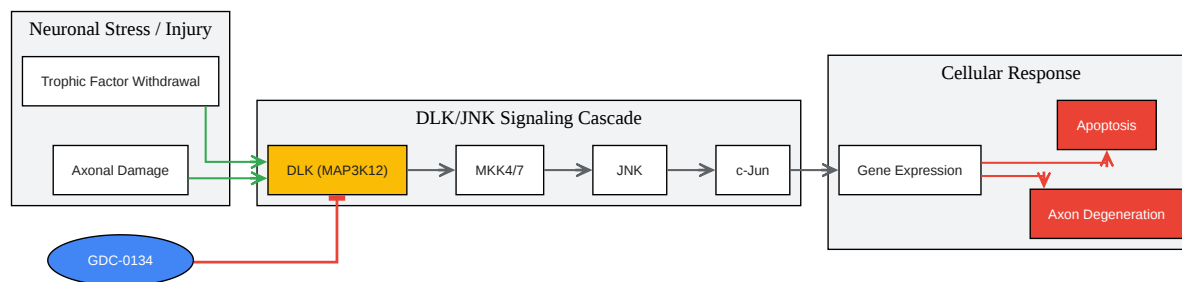 Neuronal Stress / Injury
Trophic Factor Withdrawal
Axonal Damage
GDC-0134
DLK/JNK Signaling Cascade
DLK (MAP3K12)
MKK4/7
JNK
c-Jun
Cellular Response
Gene Expression
Apoptosis
Axon Degeneration